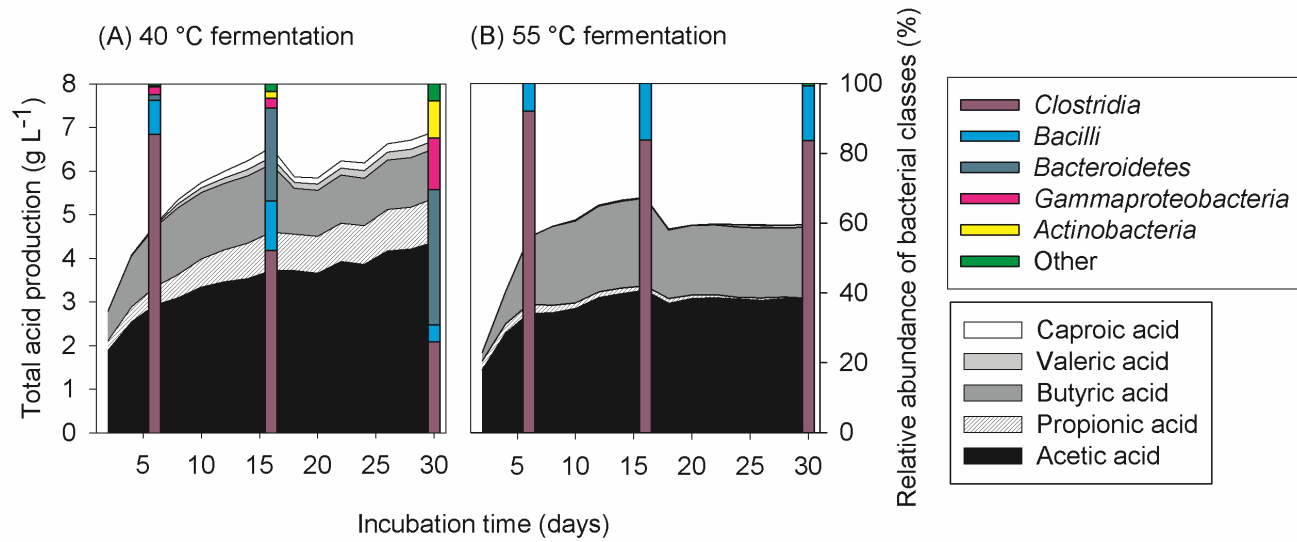 (A) 40 °C fermentation
(B) 55 °C fermentation
Total acid production (g L⁻¹)
8
7
6
5
4
3
2
1
0
5
10
15
20
25
30
5
10
15
20
25
30
100
80
60
40
20
0
Relative abundance of bacterial classes (%)
Incubation time (days)
Clostridia
Bacilli
Bacteroidetes
Gammaproteobacteria
Actinobacteria
Other
Caproic acid
Valeric acid
Butyric acid
Propionic acid
Acetic acid